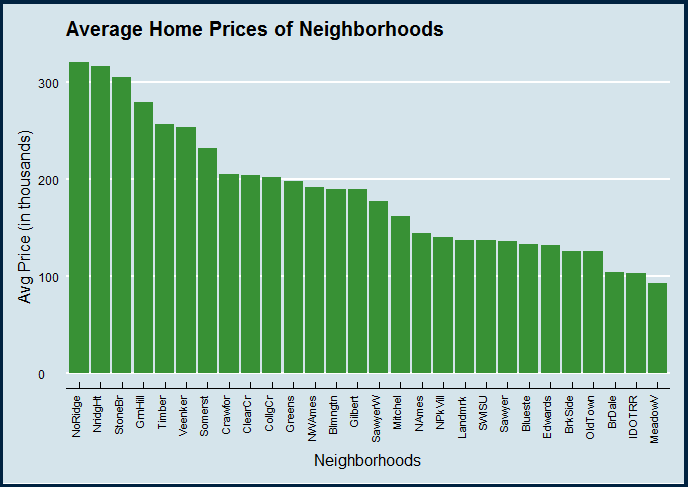 Average Home Prices of Neighborhoods
Avg Price (in thousands)
300
200
100
0
NoRidge
NridgHt
StoneBr
GrnHill
Timber
Veenker
Somerst
Crawfor
ClearCr
CollgCr
Greens
NWAmes
Blmngtn
Gilbert
SawyerW
Mitchel
NAmes
NPkVill
Landmrk
SWISU
Sawyer
Blueste
Edwards
BrkSide
OldTown
BrDale
IDOTRR
MeadowV
Neighborhoods